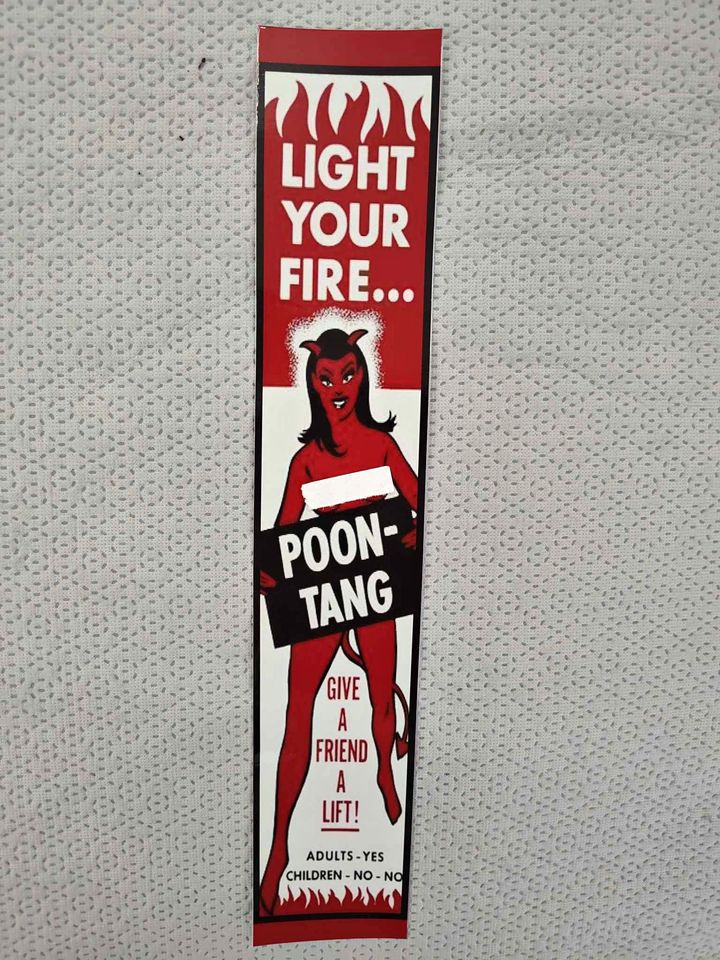 LIGHT
YOUR
FIRE...
POON-
TANG
GIVE
A
FRIEND
A
LIFT!
ADULTS - YES
CHILDREN - NO - NO